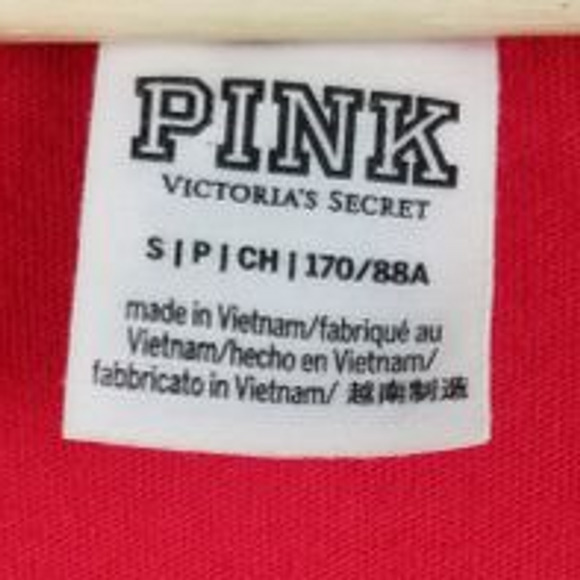 PINK
VICTORIA'S SECRET
S | P | CH | 170/88A
made in Vietnam/fabriqué au
Vietnam/hecho en Vietnam/
fabbricato in Vietnam/ 越南制造